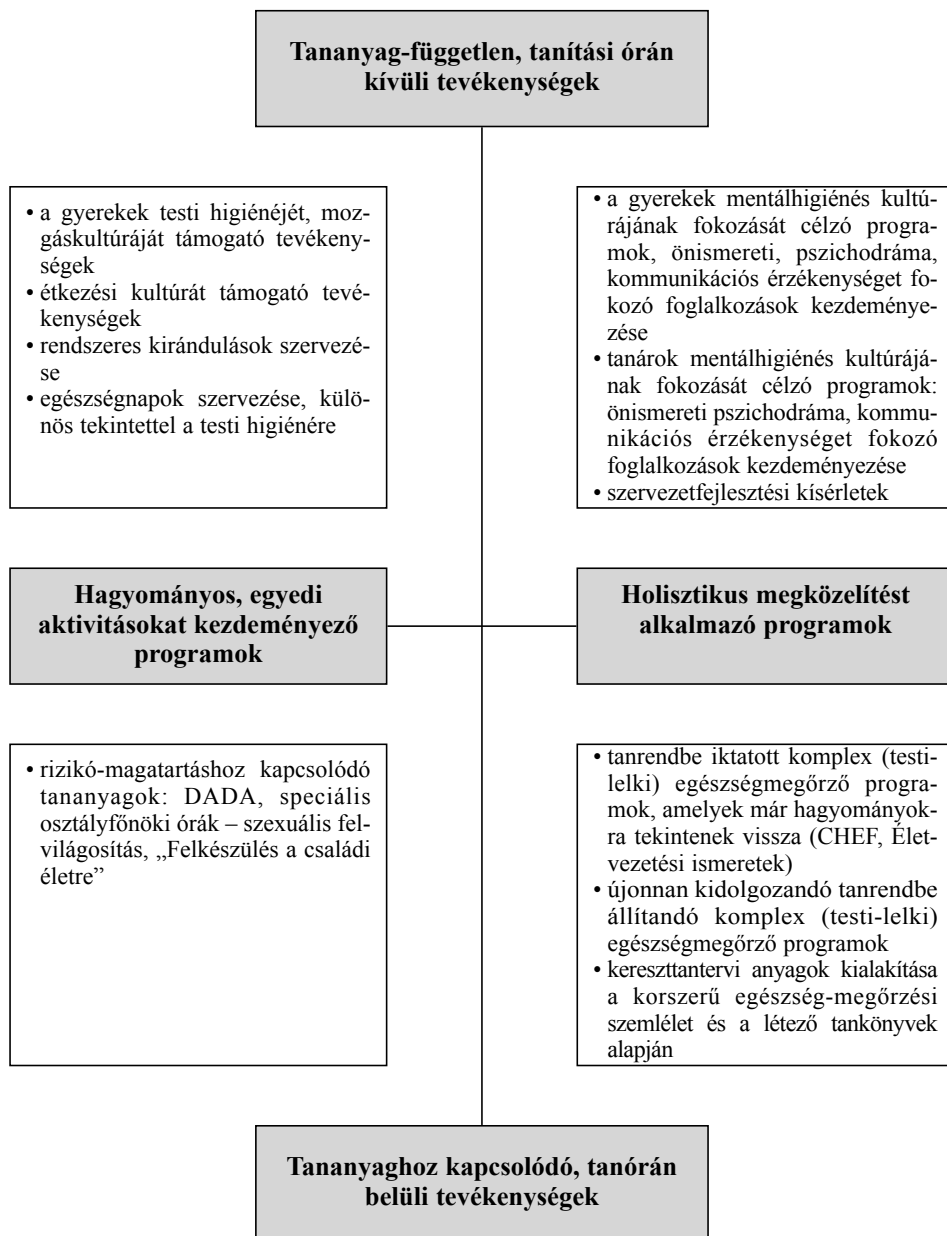 Tananyag-független, tanítási órán
kívüli tevékenységek
• a gyerekek testi higiénéjét, moz-
gáskultúráját támogató tevékeny-
ségek
• étkezési kultúrát támogató tevé-
kenységek
• rendszeres kirándulások szervezé-
se
• egészségnapok szervezése, külö-
nös tekintettel a testi higiénére
• a gyerekek mentálhigiénés kultú-
rájának fokozását célzó progra-
mok, önismereti, pszichodráma,
kommunikációs érzékenységet fo-
kozó foglalkozások kezdeménye-
zése
• tanárok mentálhigiénés kultúrájá-
nak fokozását célzó programok:
önismereti pszichodráma, kommu-
nikációs érzékenységet fokozó
foglalkozások kezdeményezése
• szervezetfejlesztési kísérletek
Hagyományos, egyedi
aktivitásokat kezdeményező
programok
Holisztikus megközelítést
alkalmazó programok
• rizikó-magatartáshoz kapcsolódó
tananyagok: DADA, speciális
osztályfőnöki órák – szexuális fel-
világosítás, „Felkészülés a családi
életre”
• tanrendbe iktatott komplex (testi-
lelki) egészségmegőrző progra-
mok, amelyek már hagyományok-
ra tekintenek vissza (CHEF, Élet-
vezetési ismeretek)
• újonnan kidolgozandó tanrendbe
állítandó komplex (testi-lelki)
egészségmegőrző programok
• kereszttantervi anyagok kialakítása
a korszerű egészség-megőrzési
szemlélet és a létező tankönyvek
alapján
Tananyaghoz kapcsolódó, tanórán
belüli tevékenységek